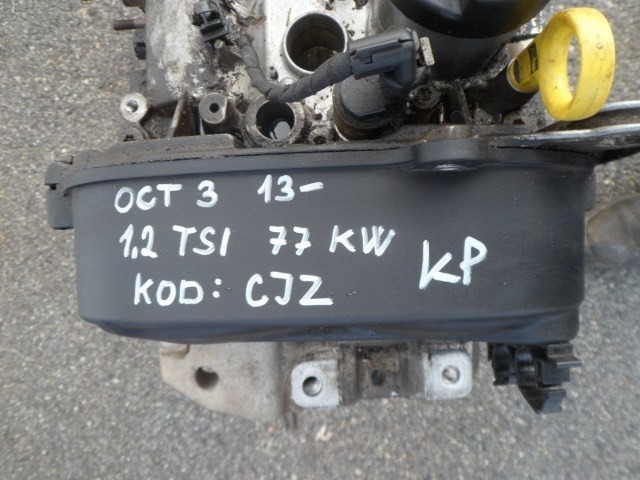 OCT 3 13-
1.2 TSI 77 KW
KOD: CJZ
KP